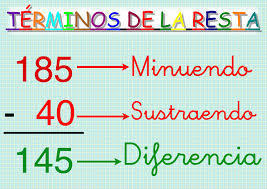 TÉRMINOS DE LA RESTA
185 → Minuendo
- 40 → Sustraendo
145 → Diferencia